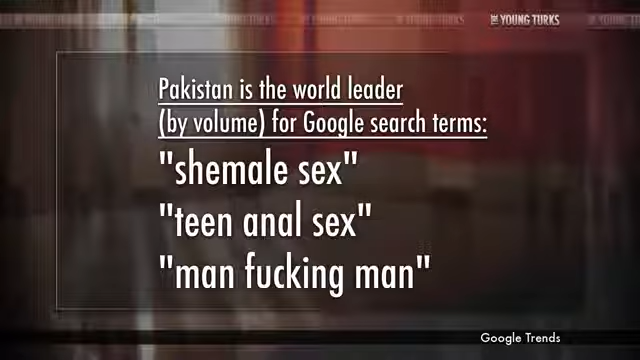 THE YOUNG TURKS
Pakistan is the world leader
(by volume) for Google search terms:
"shemale sex"
"teen anal sex"
"man fucking man"
Google Trends